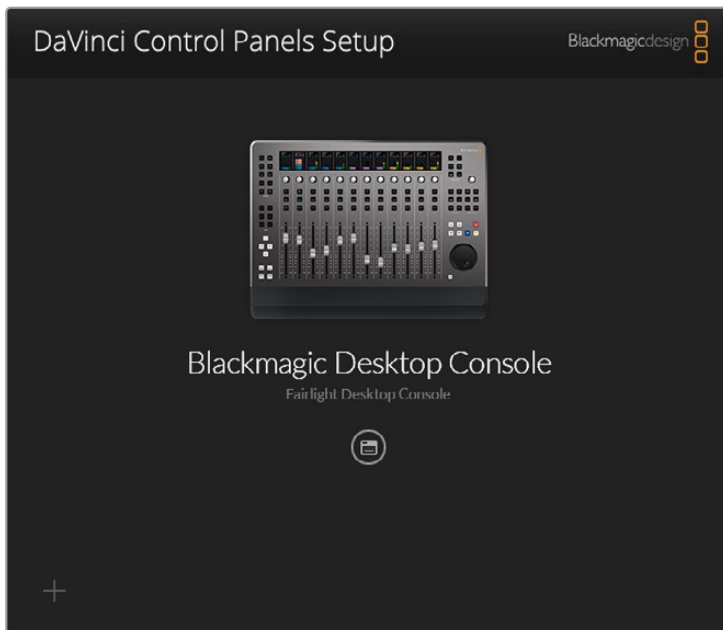 DaVinci Control Panels Setup
Blackmagicdesign
Blackmagic Desktop Console
Fairlight Desktop Console